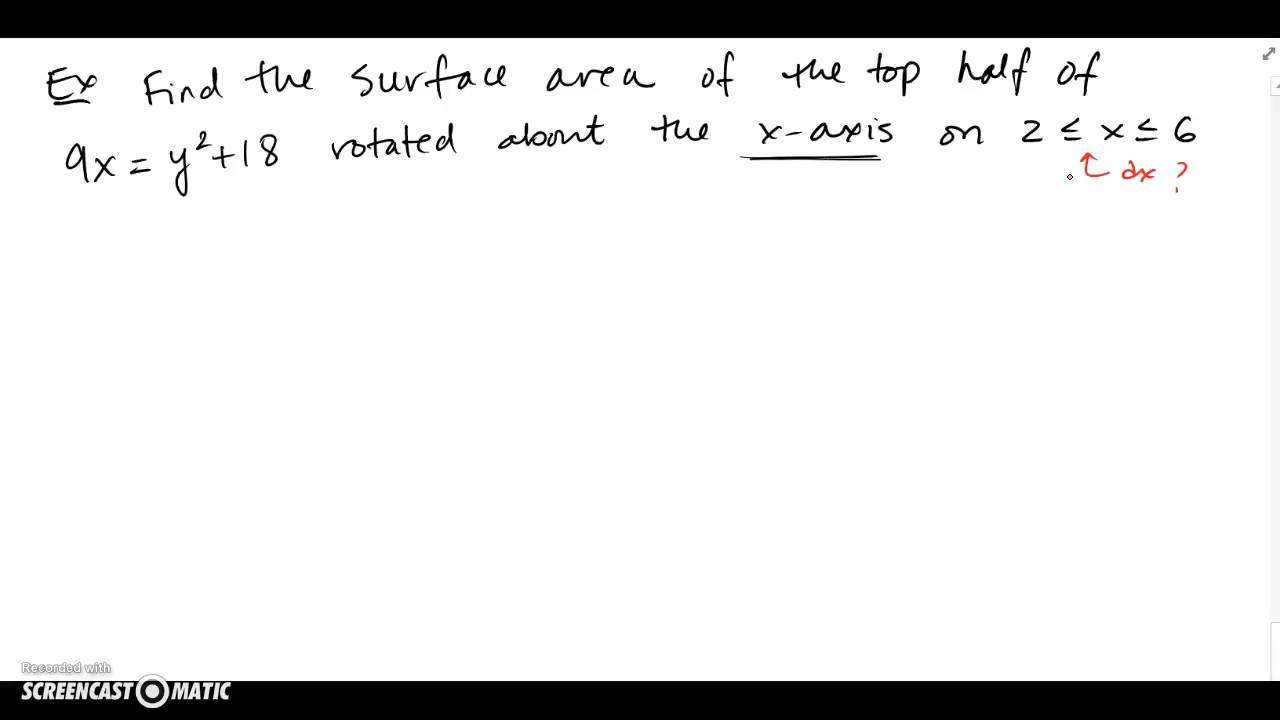 Ex Find the surface area of the top half of
9x = y²+18 rotated about the x-axis on 2 ≤ x ≤ 6
dx ?
Recorded with
SCREENCAST MATIC